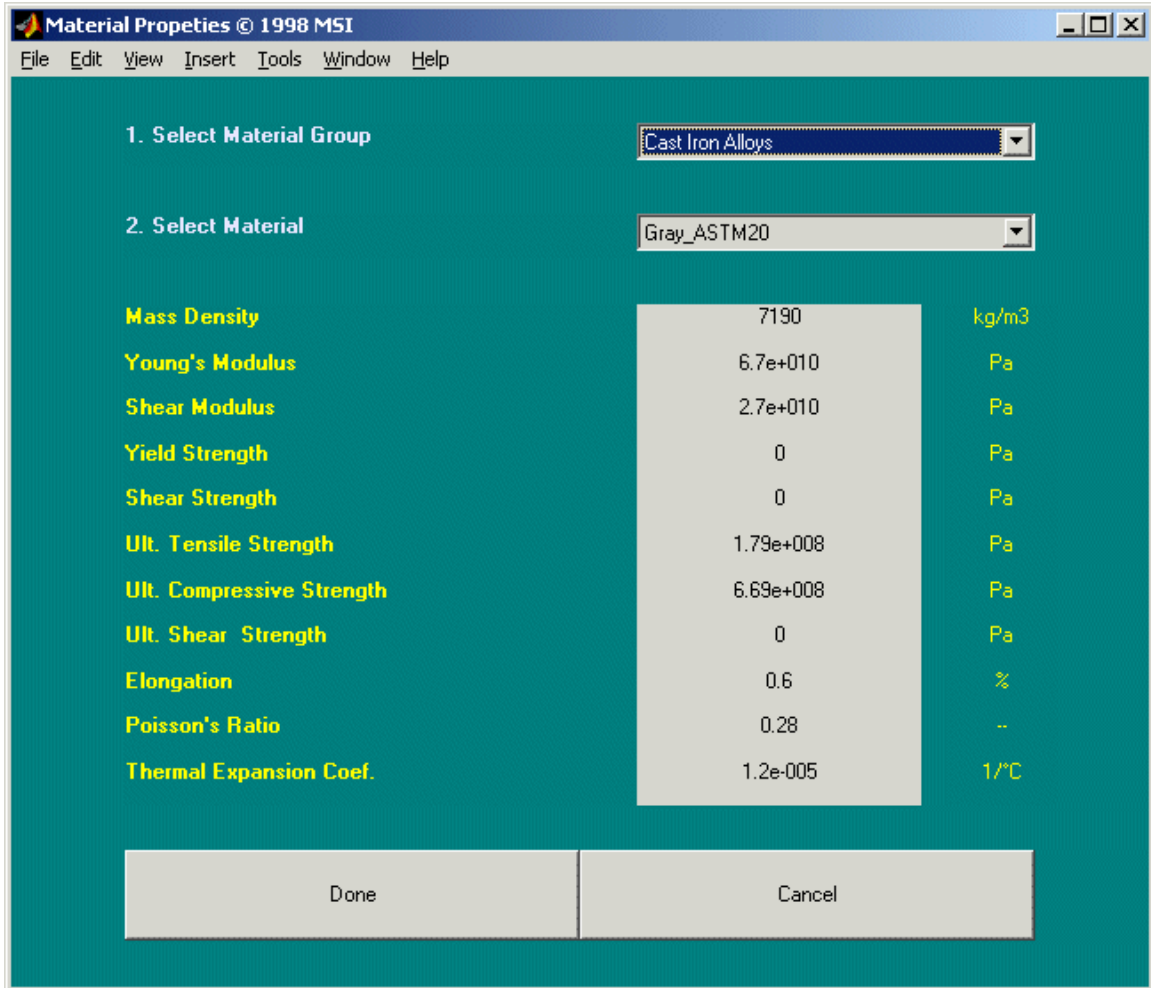 Material Propeties © 1998 MSI
File Edit View Insert Tools Window Help
1. Select Material Group Cast Iron Alloys
2. Select Material Gray_ASTM20
Mass Density 7190 kg/m3
Young's Modulus 6.7e+010 Pa
Shear Modulus 2.7e+010 Pa
Yield Strength 0 Pa
Shear Strength 0 Pa
Ult. Tensile Strength 1.79e+008 Pa
Ult. Compressive Strength 6.69e+008 Pa
Ult. Shear  Strength 0 Pa
Elongation 0.6 %
Poisson's Ratio 0.28 --
Thermal Expansion Coef. 1.2e-005 1/°C
Done Cancel